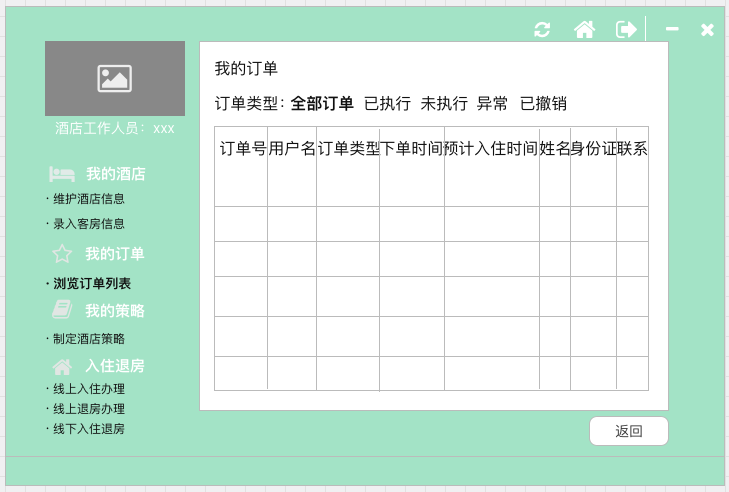 酒店工作人员：xxx
我的酒店
· 维护酒店信息
· 录入客房信息
我的订单
· 浏览订单列表
我的策略
· 制定酒店策略
入住退房
· 线上入住办理
· 线上退房办理
· 线下入住退房
我的订单
订单类型：全部订单 已执行 未执行 异常 已撤销
订单号 用户名 订单类型 下单时间 预计入住时间 姓名 身份证 联系
返回